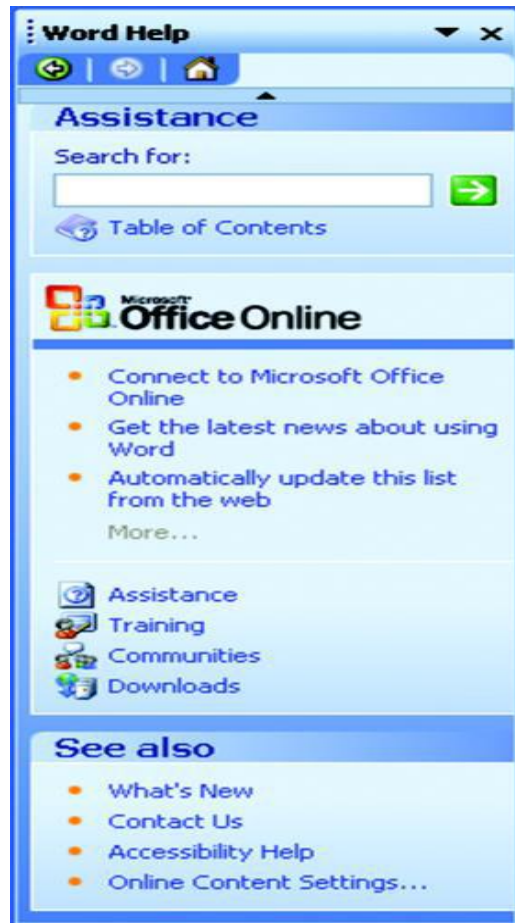 Word Help
Assistance
Search for:
Table of Contents
Microsoft
Office Online
Connect to Microsoft Office
Online
Get the latest news about using
Word
Automatically update this list
from the web
More...
Assistance
Training
Communities
Downloads
See also
What's New
Contact Us
Accessibility Help
Online Content Settings...